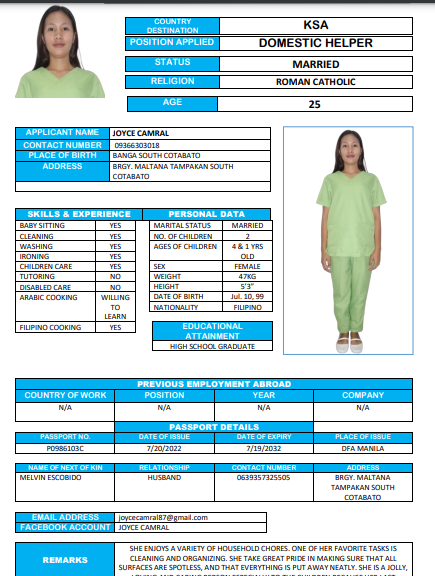 COUNTRY DESTINATION KSA
POSITION APPLIED DOMESTIC HELPER
STATUS MARRIED
RELIGION ROMAN CATHOLIC
AGE 25
APPLICANT NAME JOYCE CAMRAL
CONTACT NUMBER 09366303018
PLACE OF BIRTH BANGA SOUTH COTABATO
ADDRESS BRGY. MALTANA TAMPAKAN SOUTH
COTABATO
SKILLS & EXPERIENCE
BABY SITTING YES
CLEANING YES
WASHING YES
IRONING YES
CHILDREN CARE YES
TUTORING NO
DISABLED CARE NO
ARABIC COOKING WILLING
TO
LEARN
FILIPINO COOKING YES
PERSONAL DATA
MARITAL STATUS MARRIED
NO. OF CHILDREN 2
AGES OF CHILDREN 4 & 1 YRS
OLD
SEX FEMALE
WEIGHT 47KG
HEIGHT 5'3"
DATE OF BIRTH Jul. 10, 99
NATIONALITY FILIPINO
EDUCATIONAL
ATTAINMENT
HIGH SCHOOL GRADUATE
PREVIOUS EMPLOYMENT ABROAD
COUNTRY OF WORK POSITION YEAR COMPANY
N/A N/A N/A N/A
PASSPORT DETAILS
PASSPORT NO. DATE OF ISSUE DATE OF EXPIRY PLACE OF ISSUE
P0986103C 7/20/2022 7/19/2032 DFA MANILA
NAME OF NEXT OF KIN RELATIONSHIP CONTACT NUMBER ADDRESS
MELVIN ESCOBIDO HUSBAND 0639357325505 BRGY. MALTANA
TAMPAKAN SOUTH
COTABATO
EMAIL ADDRESS joycecamral87@gmail.com
FACEBOOK ACCOUNT JOYCE CAMRAL
REMARKS
SHE ENJOYS A VARIETY OF HOUSEHOLD CHORES. ONE OF HER FAVORITE TASKS IS
CLEANING AND ORGANIZING. SHE TAKE GREAT PRIDE IN MAKING SURE THAT ALL
SURFACES ARE SPOTLESS, AND THAT EVERYTHING IS PUT AWAY NEATLY. SHE IS A JOLLY,